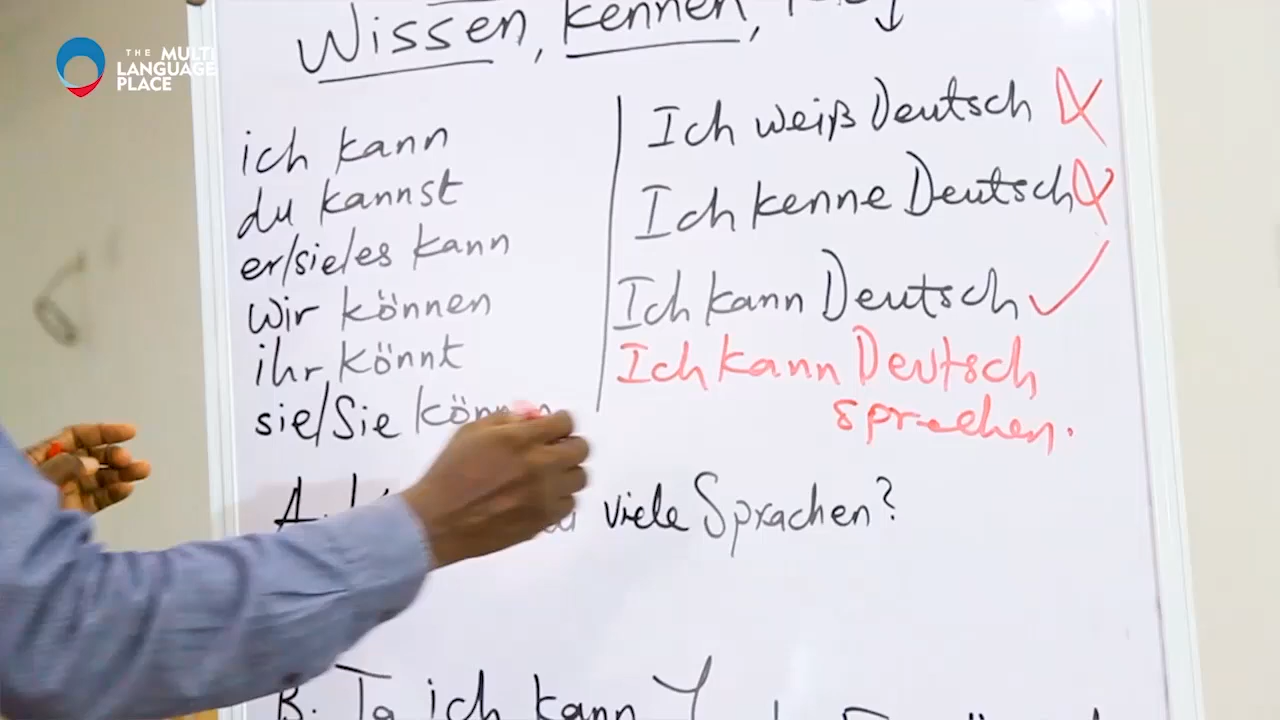 THE MULTI
LANGUAGE
PLACE
Wissen, kennen,
ich kann
du kannst
er/sie/es kann
wir können
ihr könnt
sie/Sie
Ich weiß Deutsch
Ich kenne Deutsch
Ich kann Deutsch ✓
Ich kann Deutsch
sprechen.
A. viele Sprachen?
B. Ja ich kann